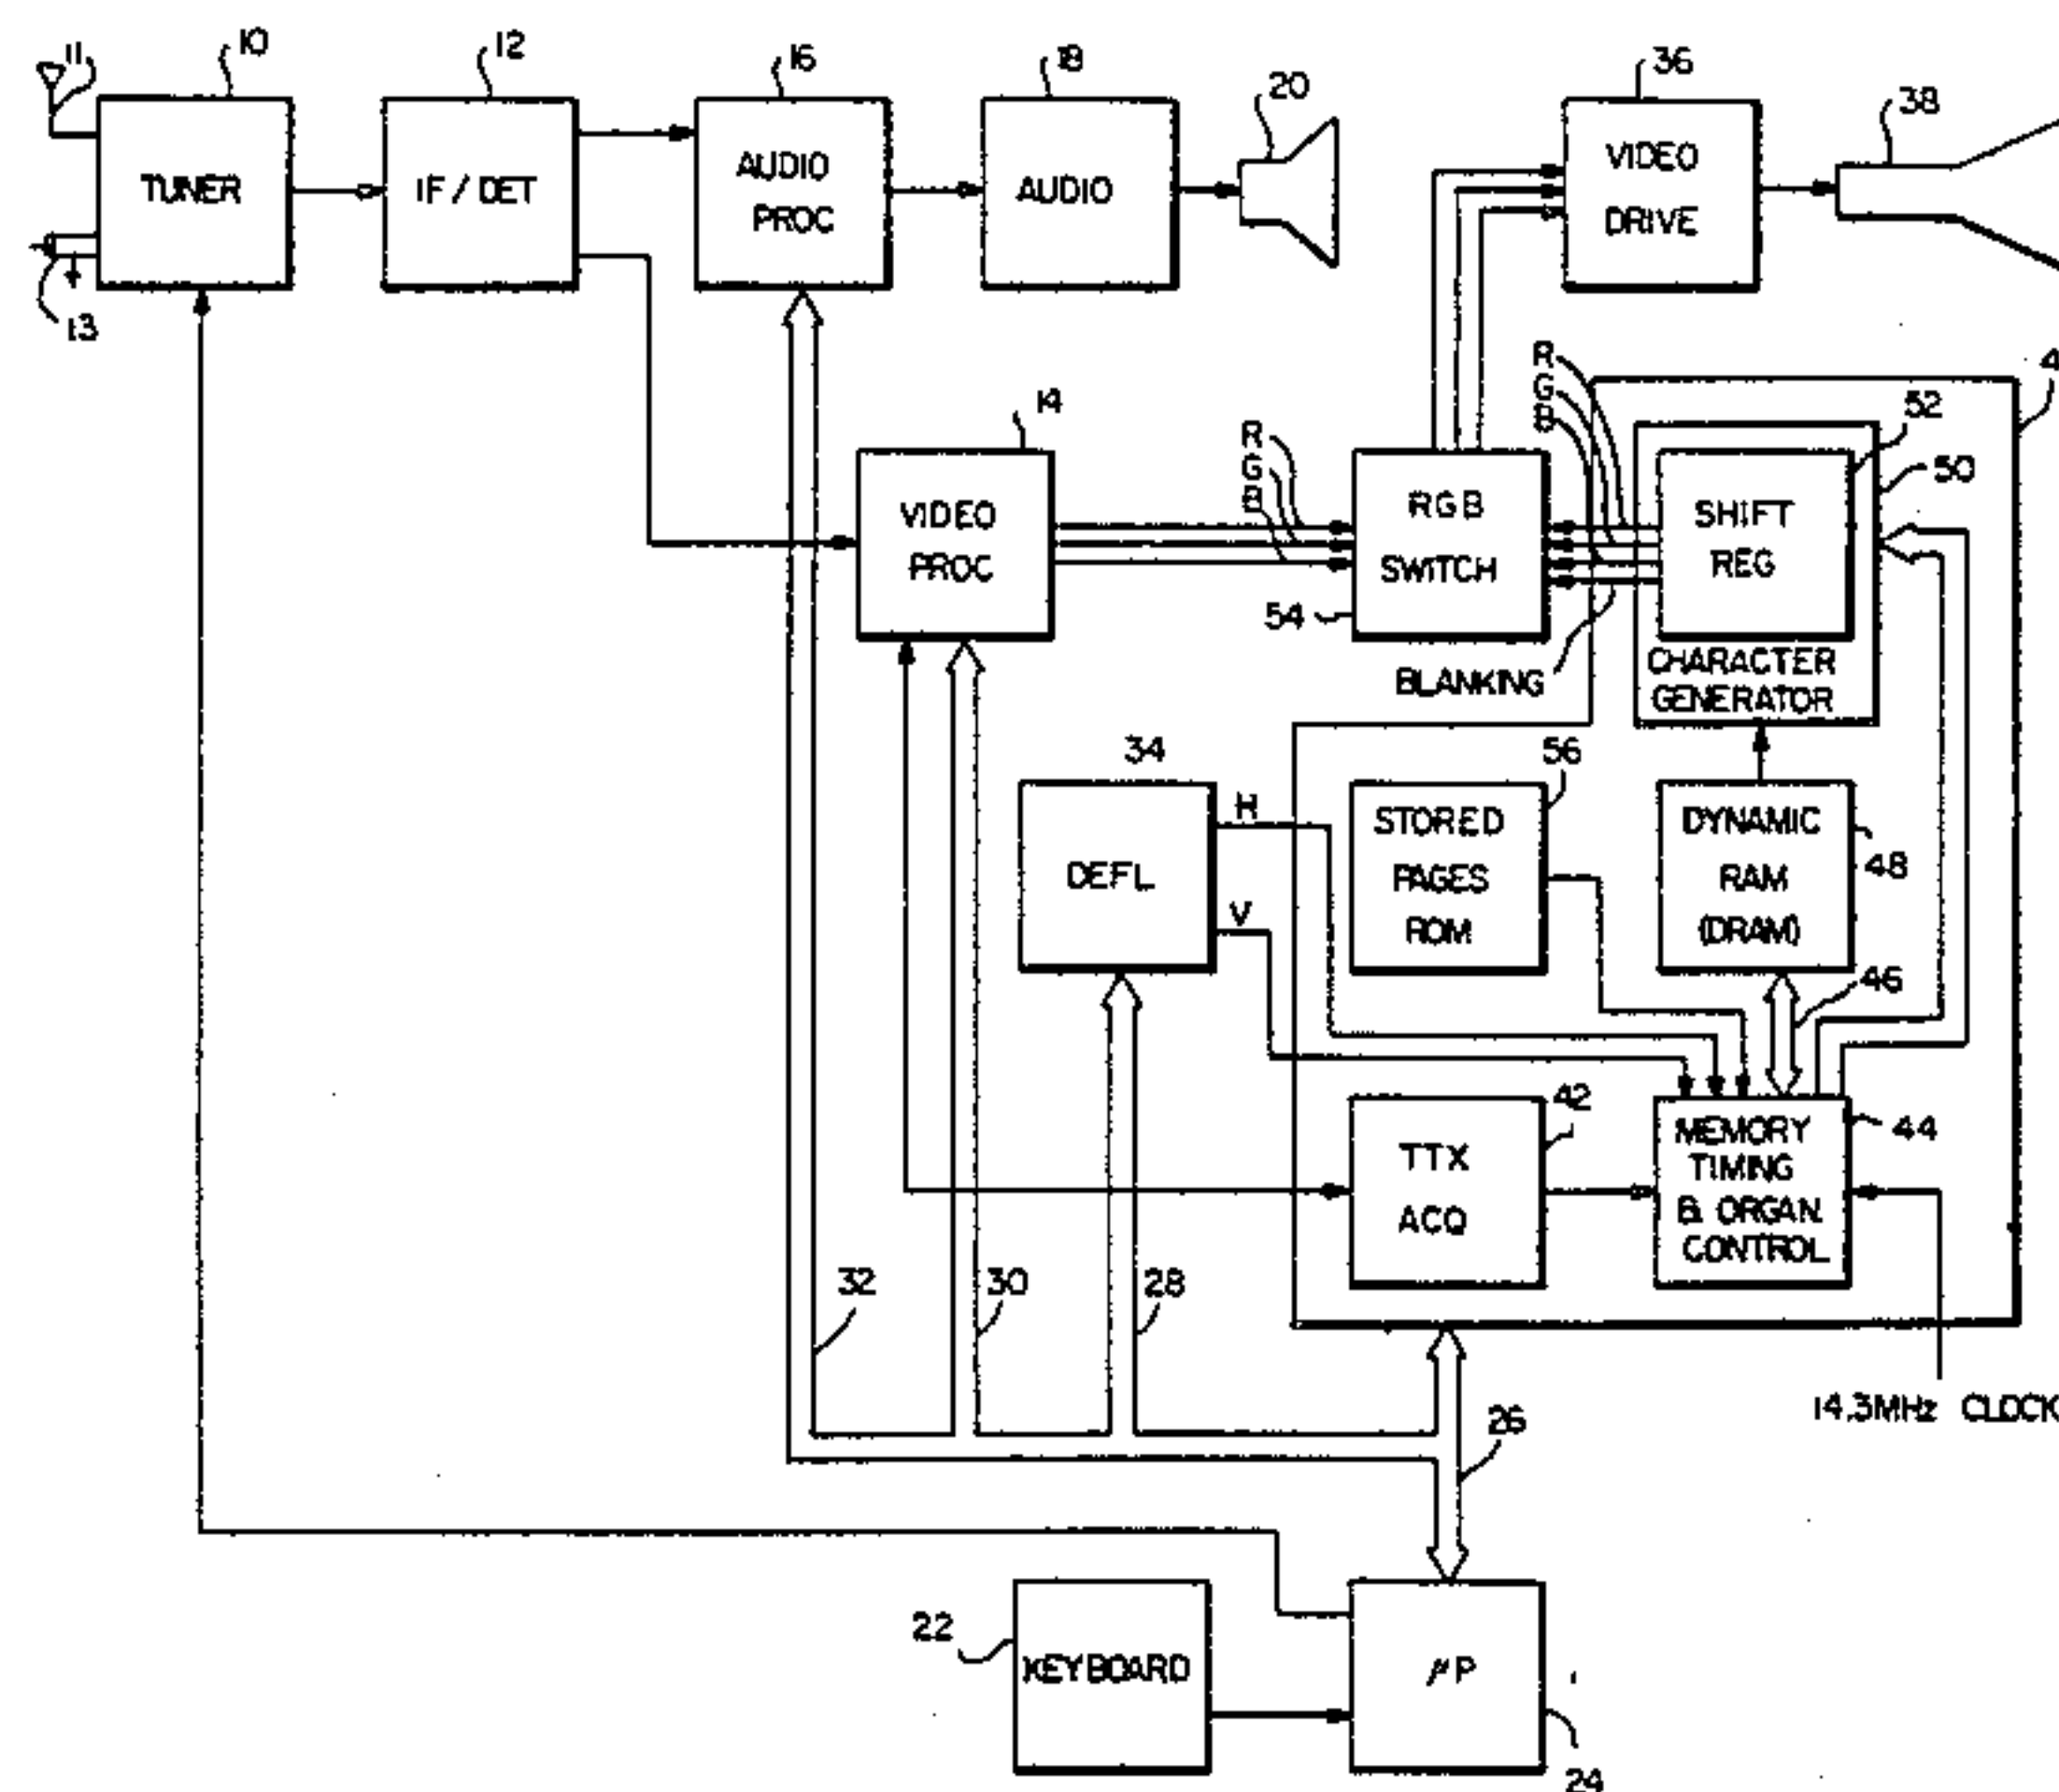 11
10
12
16
18
20
36
38
TUNER
IF / DET
AUDIO
PROC
AUDIO
VIDEO
DRIVE
13
R
G
B
4
14
52
50
R
G
B
VIDEO
PROC
RGB
SWITCH
SHIFT
REG
54
BLANKING
CHARACTER
GENERATOR
34
56
H
V
DEFL
STORED
PAGES
ROM
DYNAMIC
RAM
(DRAM)
48
46
42
44
TTX
ACQ
MEMORY
TIMING
& ORGAN.
CONTROL
32
30
28
26
14.3MHz CLOCK
22
KEYBOARD
μP
24